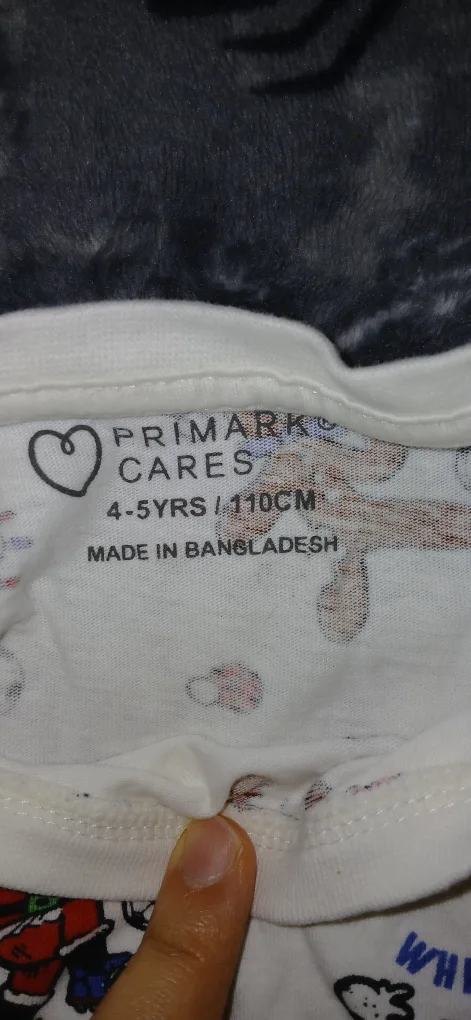 PRIMARK®
CARES
4-5YRS / 110CM
MADE IN BANGLADESH